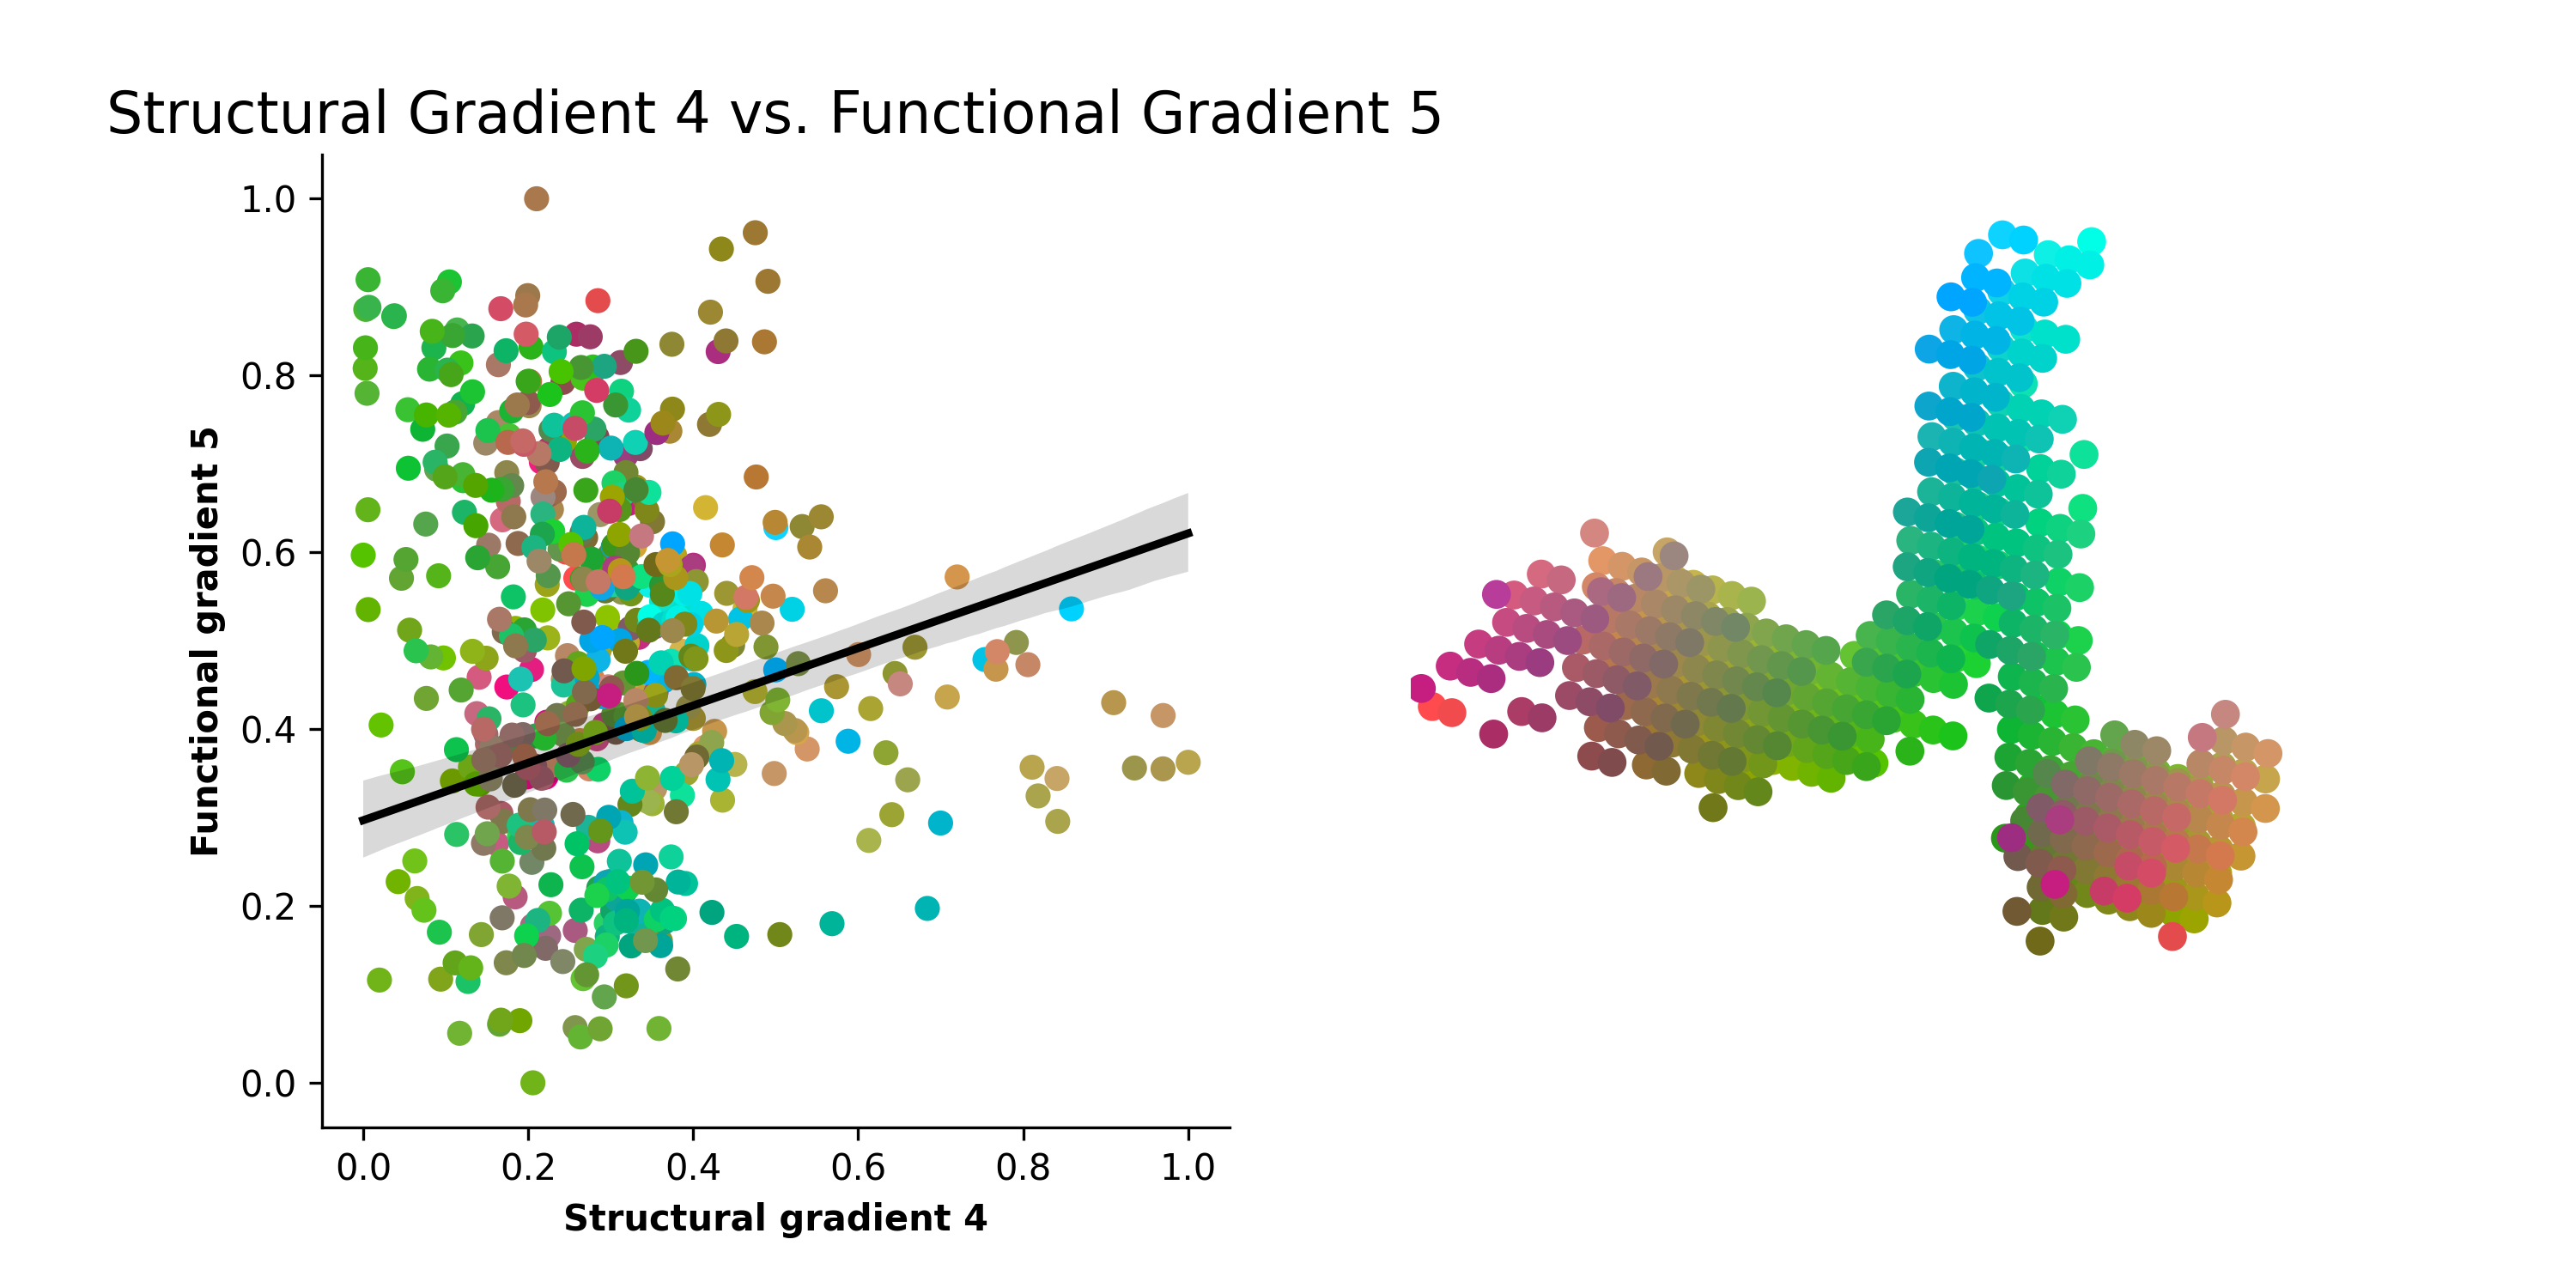 Structural Gradient 4 vs. Functional Gradient 5
1.0
0.8
0.6
0.4
0.2
0.0
Functional gradient 5
0.0 0.2 0.4 0.6 0.8 1.0
Structural gradient 4